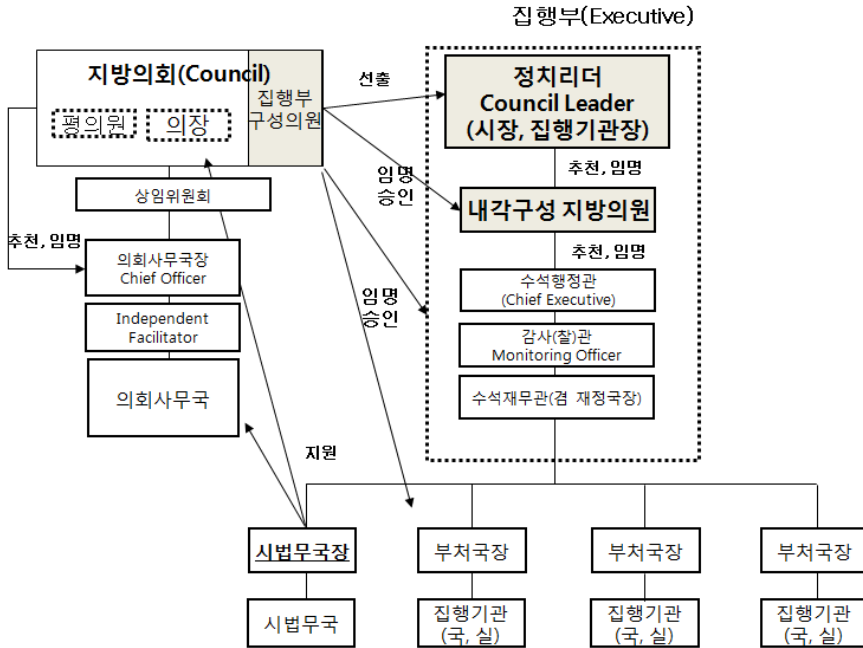 집행부(Executive)
지방의회(Council)
평의원
의장
집행부
구성의원
선출
정치리더
Council Leader
(시장, 집행기관장)
추천, 임명
임명
승인
내각구성 지방의원
추천, 임명
상임위원회
추천, 임명
의회사무국장
Chief Officer
Independent
Facilitator
의회사무국
임명
승인
수석행정관
(Chief Executive)
감사(찰)관
Monitoring Officer
수석재무관(겸 재정국장)
지원
시법무국장
부처국장
부처국장
부처국장
시법무국
집행기관
(국, 실)
집행기관
(국, 실)
집행기관
(국, 실)